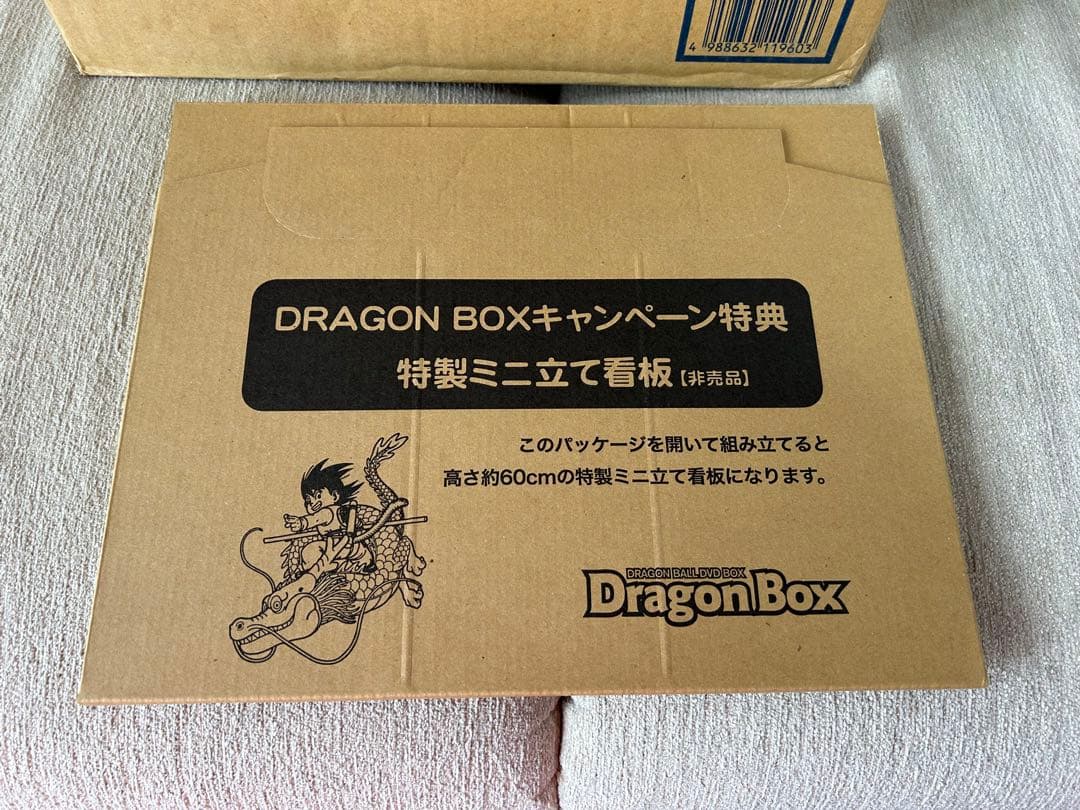 4 988632 119603
DRAGON BOXキャンペーン特典
特製ミニ立て看板【非売品】
このパッケージを開いて組み立てると
高さ約60cmの特製ミニ立て看板になります。
DRAGON BALL DVD BOX
DragonBox